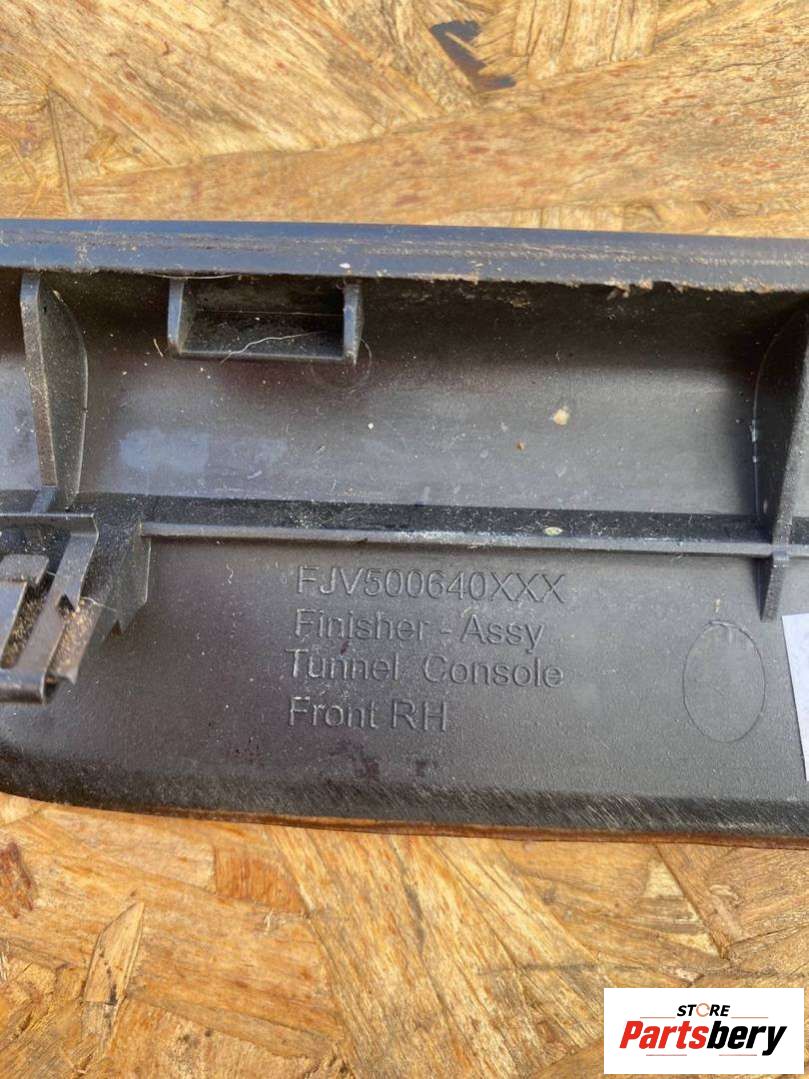 FJV500640XXX
Finisher - Assy
Tunnel Console
Front RH
STORE
Partsbery